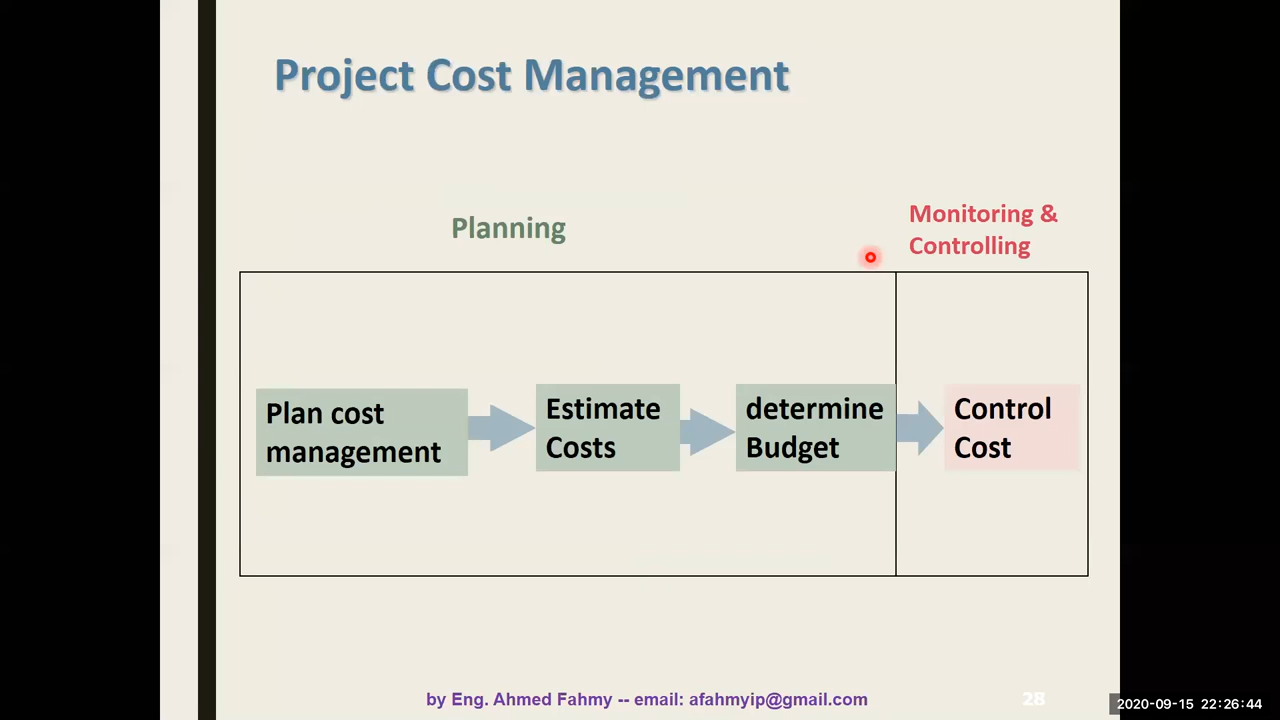 Project Cost Management
Planning
Monitoring &
Controlling
Plan cost
management
Estimate
Costs
determine
Budget
Control
Cost
by Eng. Ahmed Fahmy -- email: afahmyip@gmail.com
28
2020-09-15 22:26:44